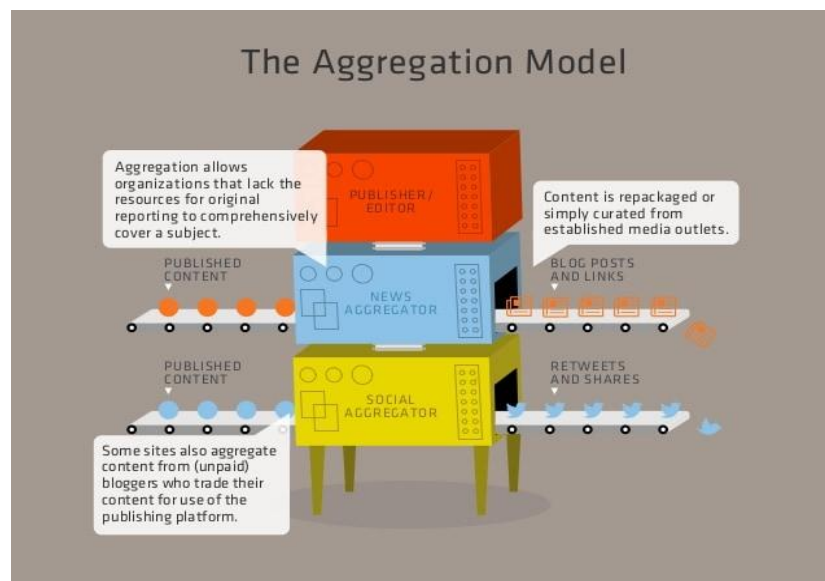 The Aggregation Model
Aggregation allows
organizations that lack the
resources for original
reporting to comprehensively
cover a subject.
PUBLISHER/
EDITOR
Content is repackaged or
simply curated from
established media outlets.
PUBLISHED
CONTENT
NEWS
AGGREGATOR
BLOG POSTS
AND LINKS
PUBLISHED
CONTENT
SOCIAL
AGGREGATOR
RETWEETS
AND SHARES
Some sites also aggregate
content from (unpaid)
bloggers who trade their
content for use of the
publishing platform.